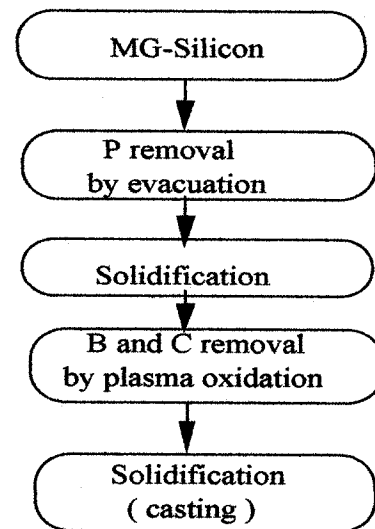 MG-Silicon
P removal
by evacuation
Solidification
B and C removal
by plasma oxidation
Solidification
( casting )